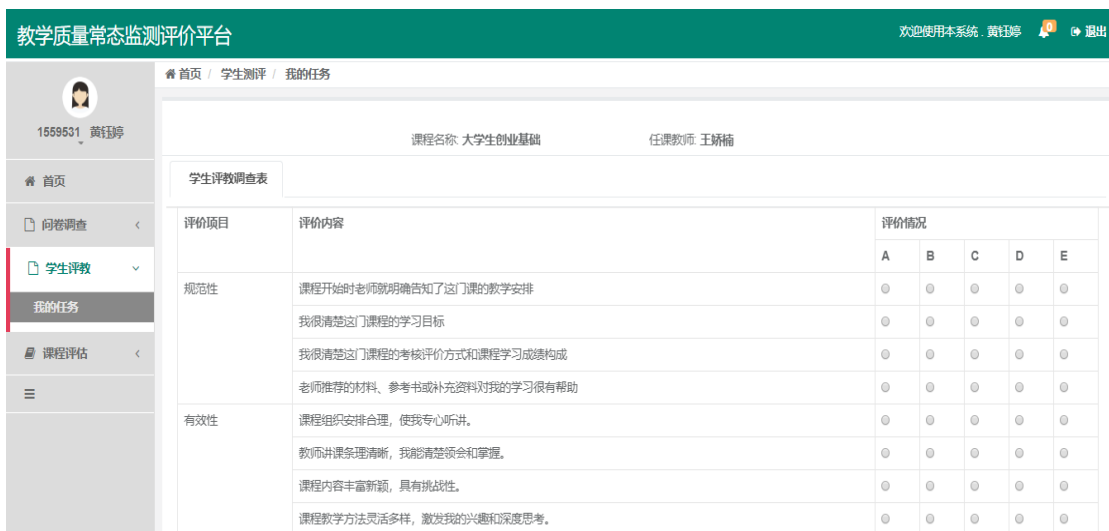 教学质量常态监测评价平台
欢迎使用本系统 . 黄钰婷 0 退出
首页 / 学生测评 / 我的任务
1559531 黄钰婷
课程名称: 大学生创业基础 任课教师: 王娇楠
首页
学生评教调查表
问卷调查
评价项目 评价内容 评价情况
A B C D E
学生评教
规范性 课程开始时老师就明确告知了这门课的教学安排
我的任务
我很清楚这门课程的学习目标
课程评估
我很清楚这门课程的考核评价方式和课程学习成绩构成
老师推荐的材料、参考书或补充资料对我的学习很有帮助
有效性 课程组织安排合理，使我专心听讲。
教师讲课条理清晰，我能清楚领会和掌握。
课程内容丰富新颖，具有挑战性。
课程教学方法灵活多样，激发我的兴趣和深度思考。